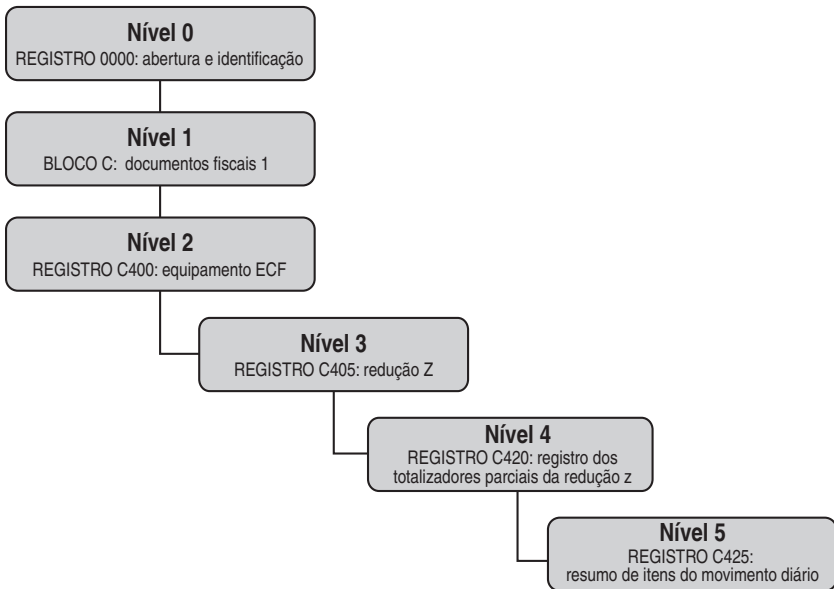 Nível 0
REGISTRO 0000: abertura e identificação
Nível 1
BLOCO C: documentos fiscais 1
Nível 2
REGISTRO C400: equipamento ECF
Nível 3
REGISTRO C405: redução Z
Nível 4
REGISTRO C420: registro dos
totalizadores parciais da redução z
Nível 5
REGISTRO C425:
resumo de itens do movimento diário